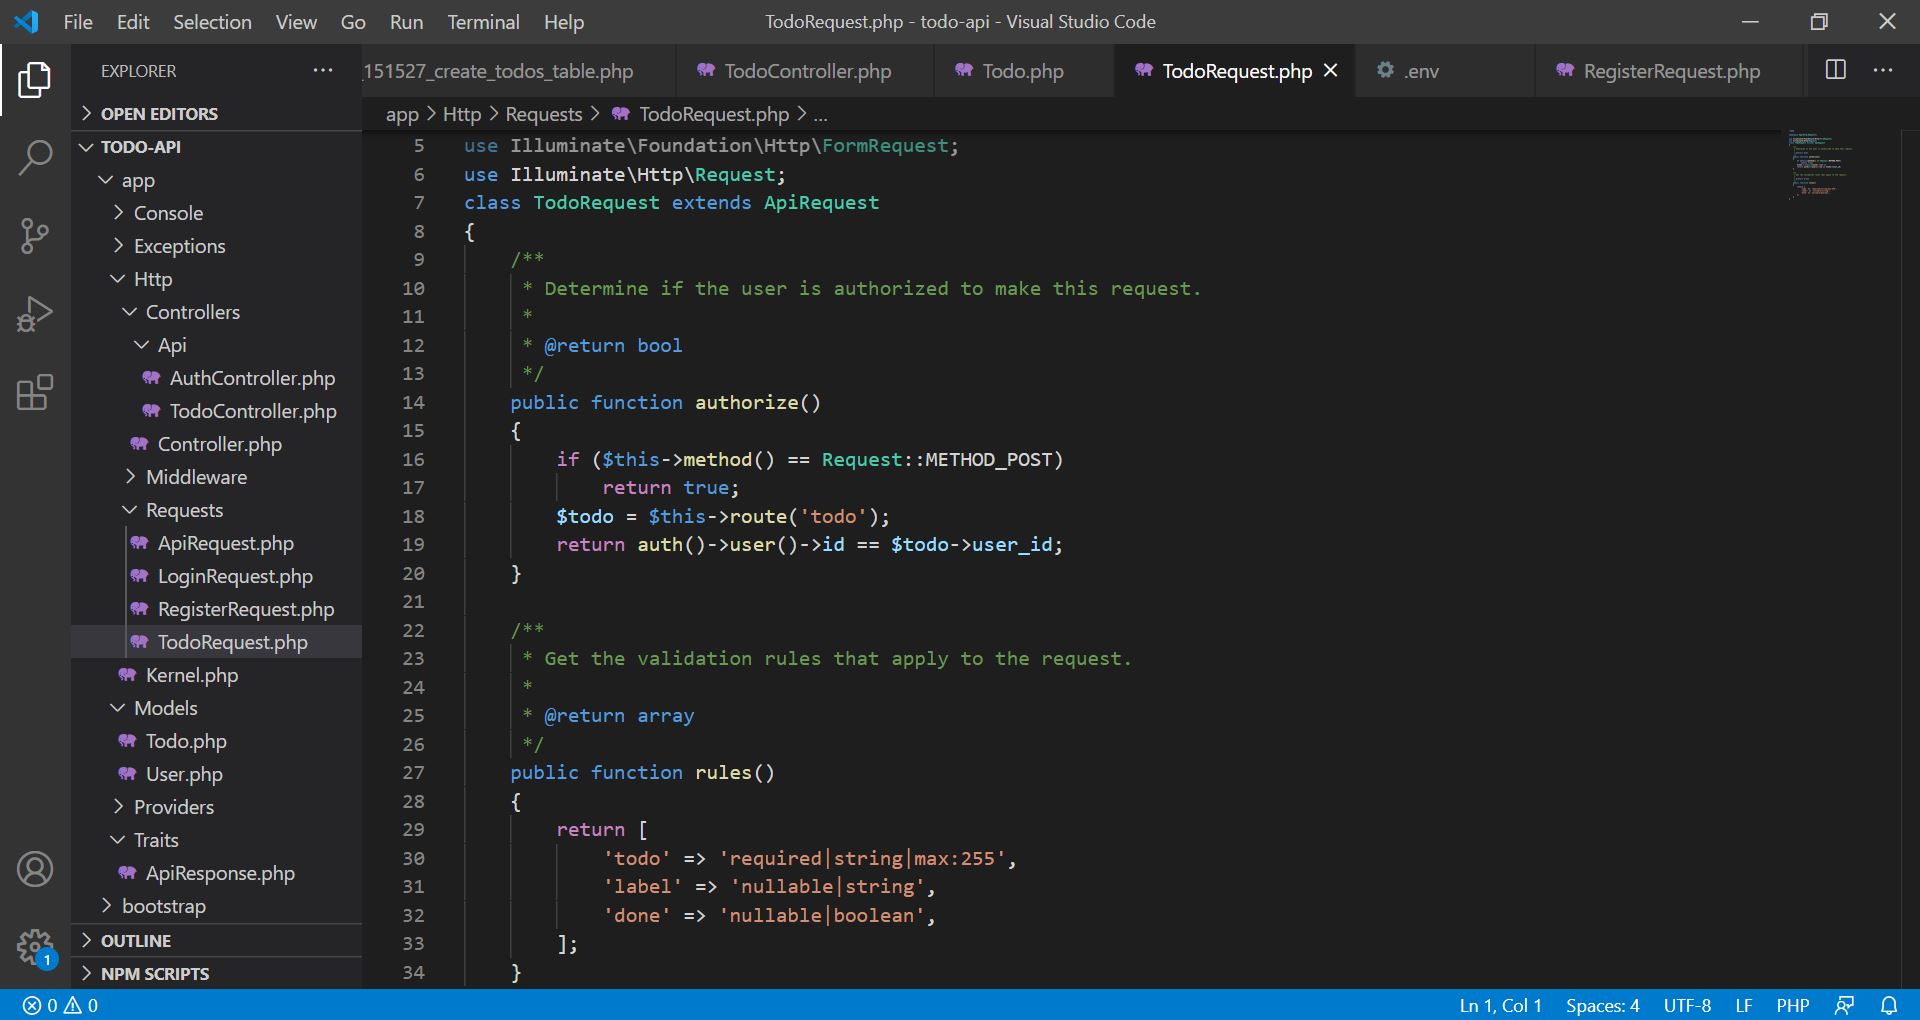 File Edit Selection View Go Run Terminal Help
TodoRequest.php - todo-api - Visual Studio Code
EXPLORER
OPEN EDITORS
TODO-API
app
Console
Exceptions
Http
Controllers
Api
AuthController.php
TodoController.php
Controller.php
Middleware
Requests
ApiRequest.php
LoginRequest.php
RegisterRequest.php
TodoRequest.php
Kernel.php
Models
Todo.php
User.php
Providers
Traits
ApiResponse.php
bootstrap
OUTLINE
NPM SCRIPTS
1
_151527_create_todos_table.php TodoController.php Todo.php TodoRequest.php .env RegisterRequest.php
app > Http > Requests > TodoRequest.php > ...
5 use Illuminate\Foundation\Http\FormRequest;
6 use Illuminate\Http\Request;
7 class TodoRequest extends ApiRequest
8 {
9     /**
10      * Determine if the user is authorized to make this request.
11      *
12      * @return bool
13      */
14     public function authorize()
15     {
16         if ($this->method() == Request::METHOD_POST)
17             return true;
18         $todo = $this->route('todo');
19         return auth()->user()->id == $todo->user_id;
20     }
21
22     /**
23      * Get the validation rules that apply to the request.
24      *
25      * @return array
26      */
27     public function rules()
28     {
29         return [
30             'todo' => 'required|string|max:255',
31             'label' => 'nullable|string',
32             'done' => 'nullable|boolean',
33         ];
34     }
0 0
Ln 1, Col 1 Spaces: 4 UTF-8 LF PHP